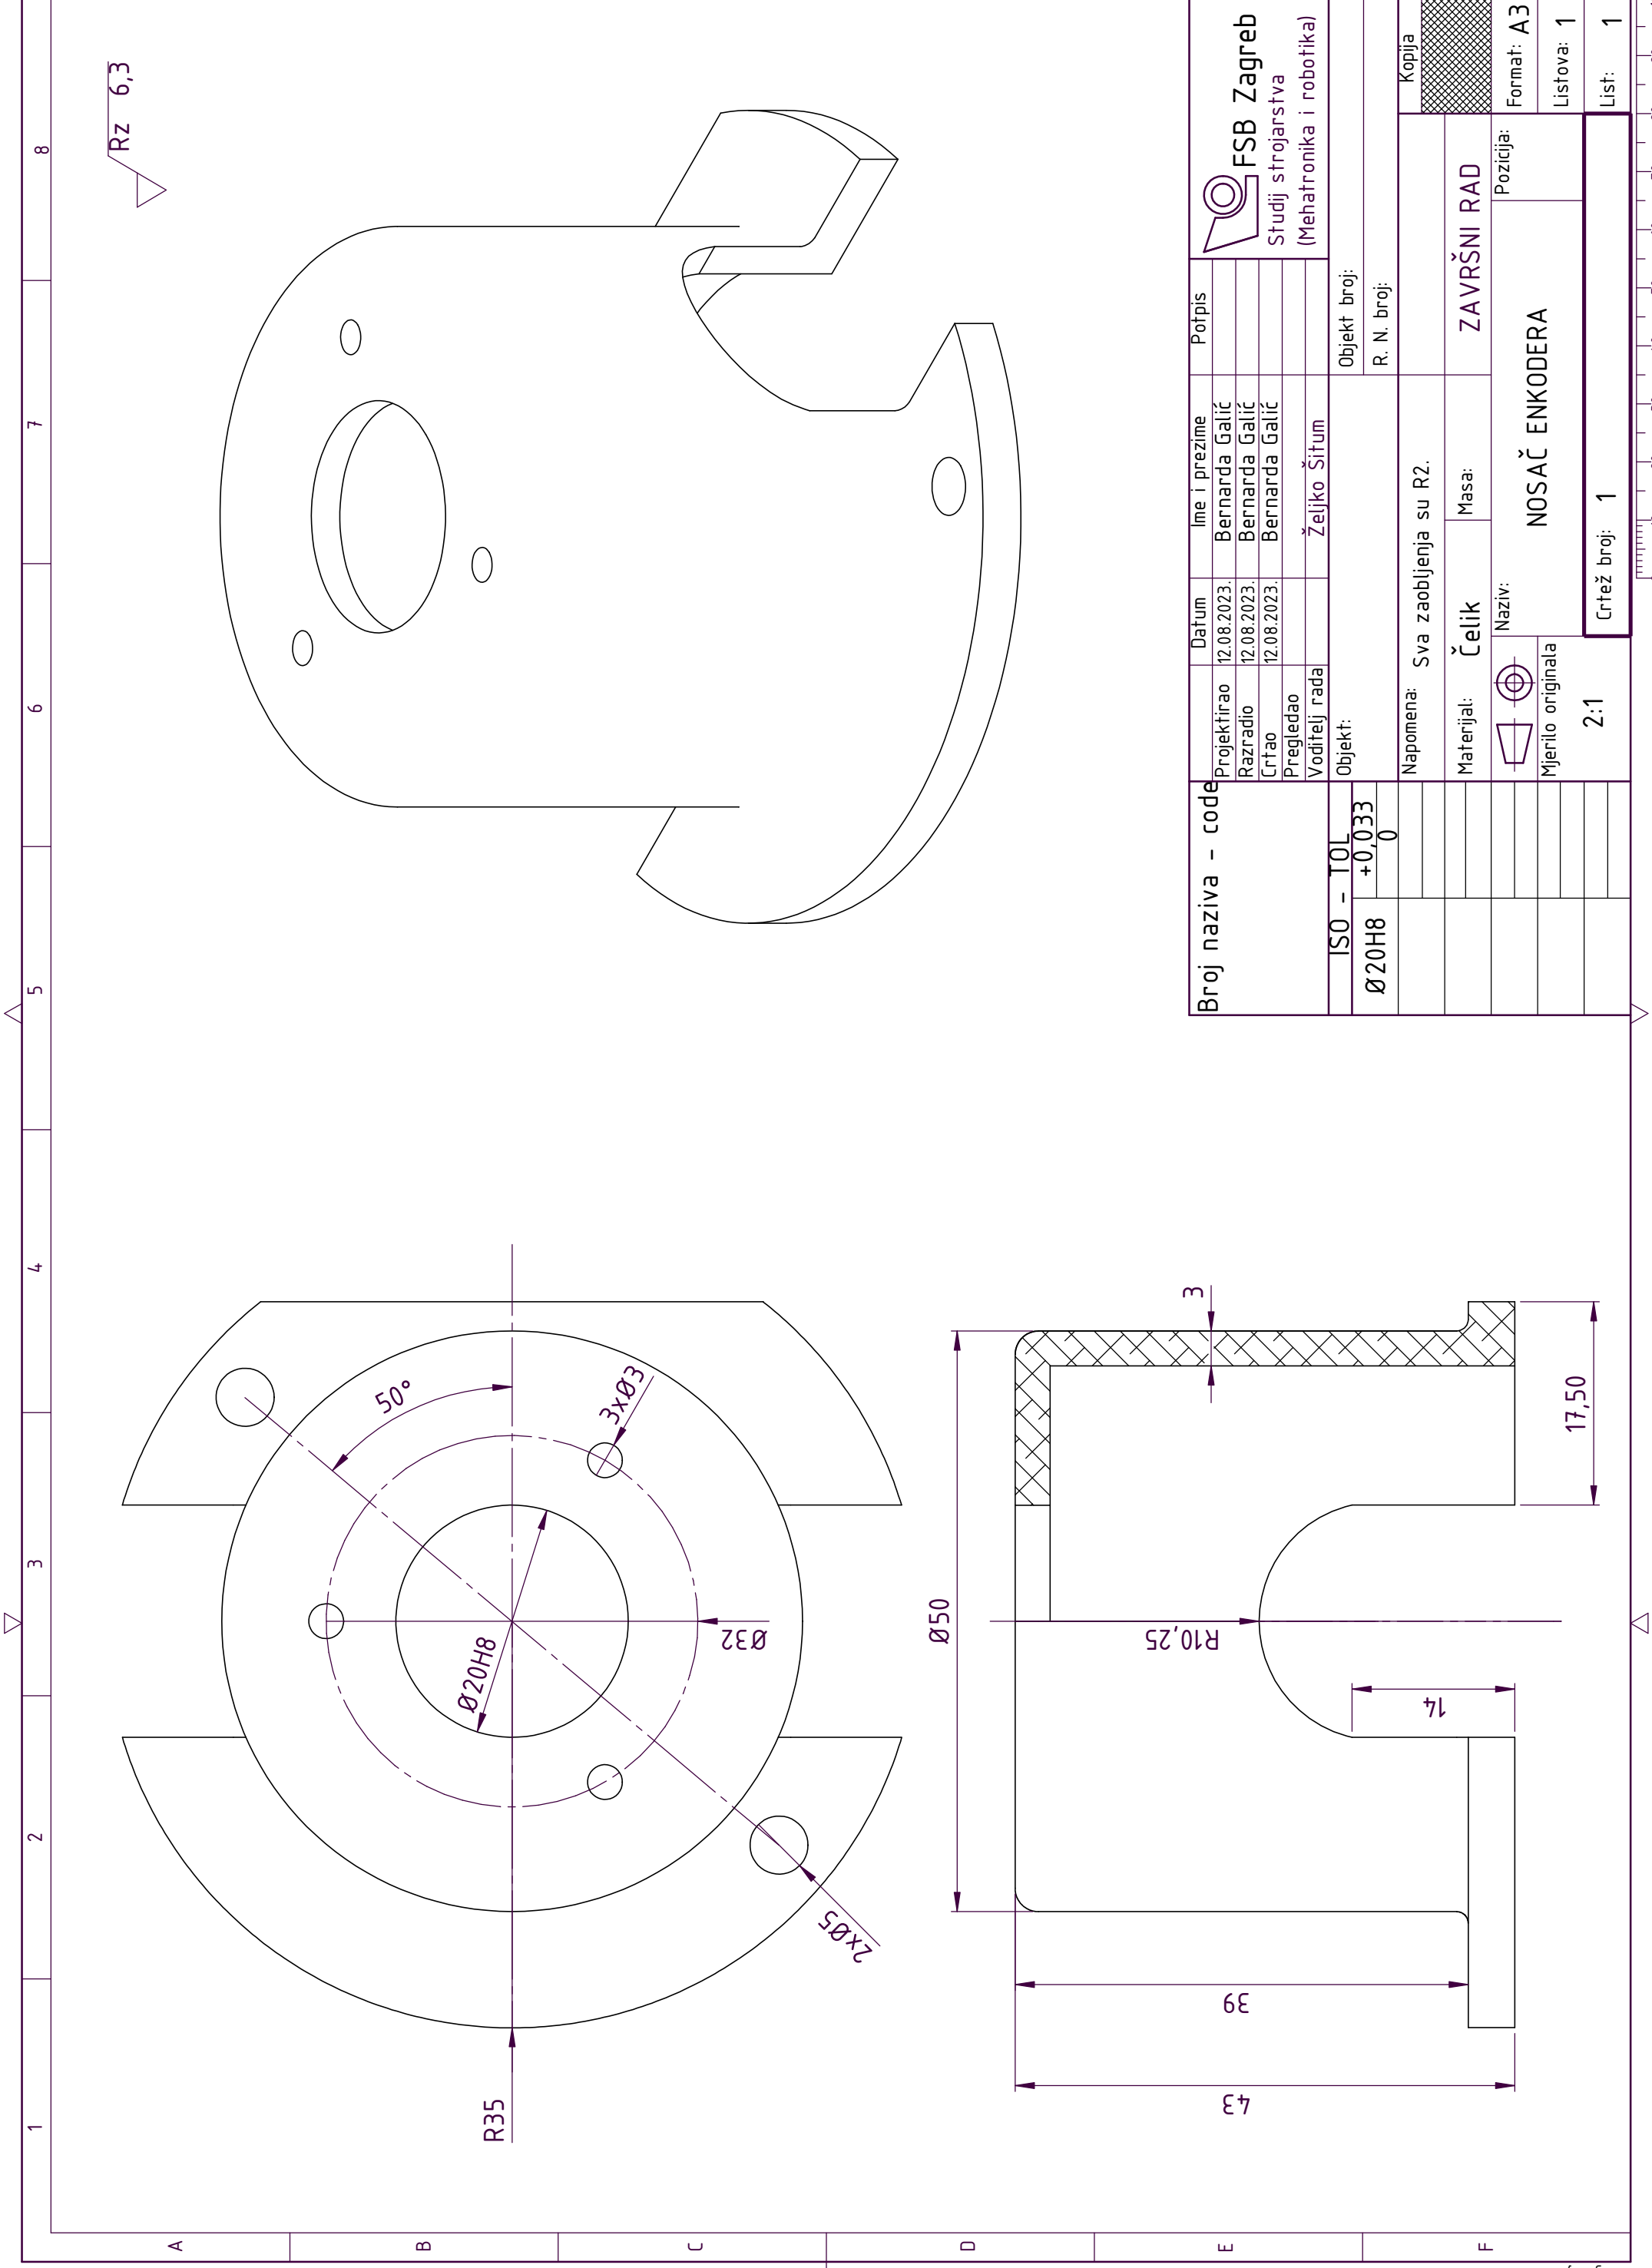 1
2
3
4
5
6
7
8
A
B
C
D
E
F
Rz 6,3
50°
3xØ3
Ø20H8
Ø32
2xØ5
R35
Ø50
3
R10,25
14
17,50
39
43
Broj naziva - code
ISO - TOL
Ø20H8
+0,033
0
Datum
Ime i prezime
Potpis
Projektirao 12.08.2023. Bernarda Galić
Razradio 12.08.2023. Bernarda Galić
Crtao 12.08.2023. Bernarda Galić
Pregledao
Voditelj rada Željko Šitum
FSB Zagreb
Studij strojarstva
(Mehatronika i robotika)
Objekt:
Objekt broj:
R. N. broj:
Napomena: Sva zaobljenja su R2.
Kopija
Materijal: Čelik
Masa:
ZAVRŠNI RAD
Naziv:
NOSAČ ENKODERA
Pozicija:
Format: A3
Mjerilo originala
2:1
Listova: 1
Crtež broj: 1
List: 1